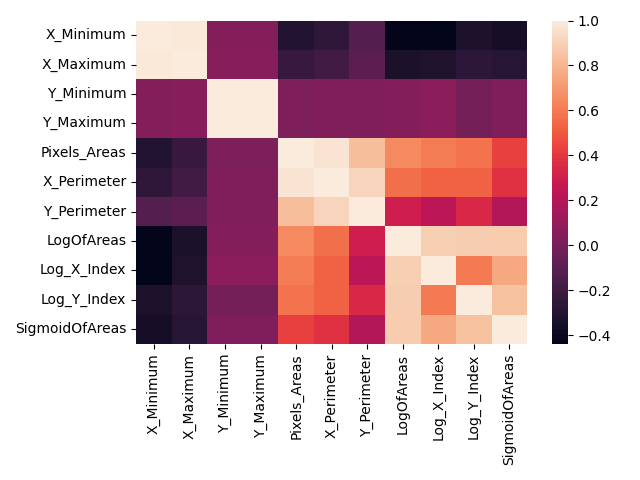 X_Minimum
X_Maximum
Y_Minimum
Y_Maximum
Pixels_Areas
X_Perimeter
Y_Perimeter
LogOfAreas
Log_X_Index
Log_Y_Index
SigmoidOfAreas
X_Minimum
X_Maximum
Y_Minimum
Y_Maximum
Pixels_Areas
X_Perimeter
Y_Perimeter
LogOfAreas
Log_X_Index
Log_Y_Index
SigmoidOfAreas
1.0
0.8
0.6
0.4
0.2
0.0
−0.2
−0.4